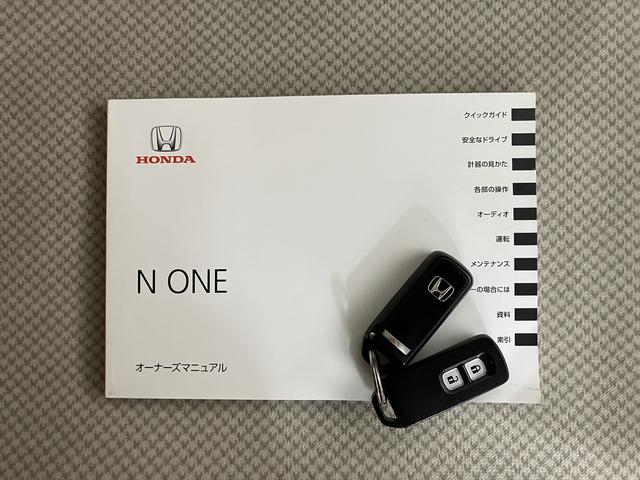 HONDA
N ONE
オーナーズマニュアル
クイックガイド
安全なドライブ
計器の見かた
各部の操作
オーディオ
運転
メンテナンス
ーの場合には
資料
索引